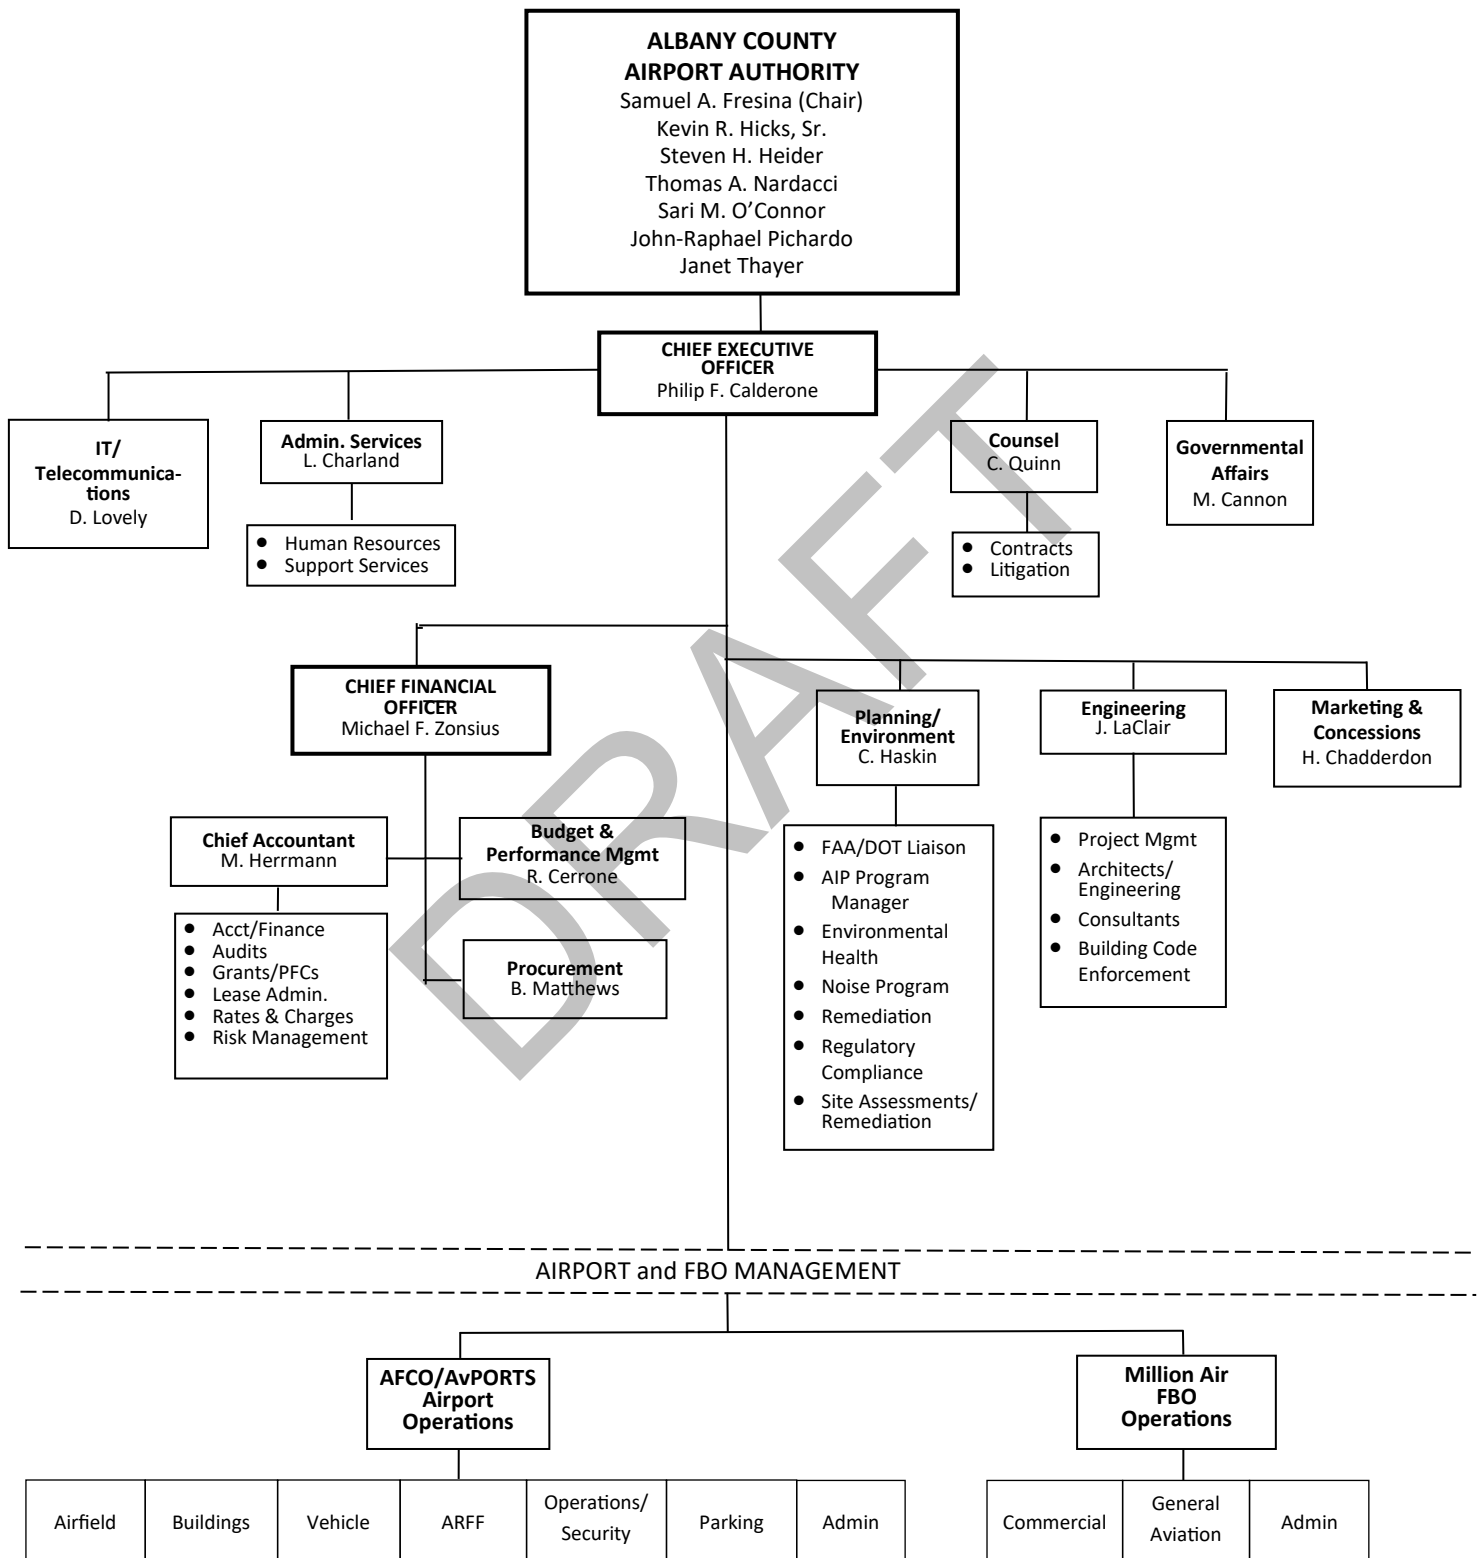 ALBANY COUNTY
AIRPORT AUTHORITY
Samuel A. Fresina (Chair)
Kevin R. Hicks, Sr.
Steven H. Heider
Thomas A. Nardacci
Sari M. O’Connor
John-Raphael Pichardo
Janet Thayer
CHIEF EXECUTIVE
OFFICER
Philip F. Calderone
IT/
Telecommunica-
tions
D. Lovely
Admin. Services
L. Charland
● Human Resources
● Support Services
Counsel
C. Quinn
● Contracts
● Litigation
Governmental
Affairs
M. Cannon
DRAFT
CHIEF FINANCIAL
OFFICER
Michael F. Zonsius
Chief Accountant
M. Herrmann
● Acct/Finance
● Audits
● Grants/PFCs
● Lease Admin.
● Rates & Charges
● Risk Management
Budget &
Performance Mgmt
R. Cerrone
Procurement
B. Matthews
Planning/
Environment
C. Haskin
● FAA/DOT Liaison
● AIP Program
Manager
● Environmental
Health
● Noise Program
● Remediation
● Regulatory
Compliance
● Site Assessments/
Remediation
Engineering
J. LaClair
● Project Mgmt
● Architects/
Engineering
● Consultants
● Building Code
Enforcement
Marketing &
Concessions
H. Chadderdon
AIRPORT and FBO MANAGEMENT
AFCO/AvPORTS
Airport
Operations
Airfield
Buildings
Vehicle
ARFF
Operations/
Security
Parking
Admin
Million Air
FBO
Operations
Commercial
General
Aviation
Admin